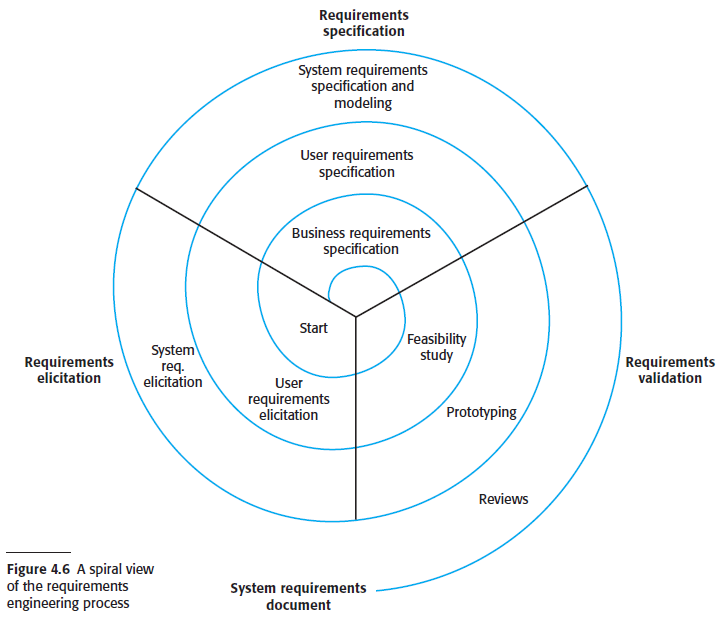 Requirements
specification
System requirements
specification and
modeling
User requirements
specification
Business requirements
specification
Start
Feasibility
study
System
req.
elicitation
Requirements
elicitation
Requirements
validation
User
requirements
elicitation
Prototyping
Reviews
Figure 4.6 A spiral view
of the requirements
engineering process
System requirements
document